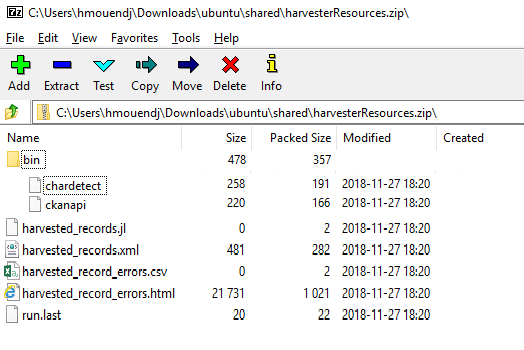 7z C:\Users\hmouendj\Downloads\ubuntu\shared\harvesterResources.zip\
File Edit View Favorites Tools Help
Add Extract Test Copy Move Delete Info
C:\Users\hmouendj\Downloads\ubuntu\shared\harvesterResources.zip\
Name Size Packed Size Modified Created
bin 478 357
chardetect 258 191 2018-11-27 18:20
ckanapi 220 166 2018-11-27 18:20
harvested_records.jl 0 2 2018-11-27 18:20
harvested_records.xml 481 282 2018-11-27 18:20
harvested_record_errors.csv 0 2 2018-11-27 18:20
harvested_record_errors.html 21 731 1 021 2018-11-27 18:20
run.last 20 22 2018-11-27 18:20